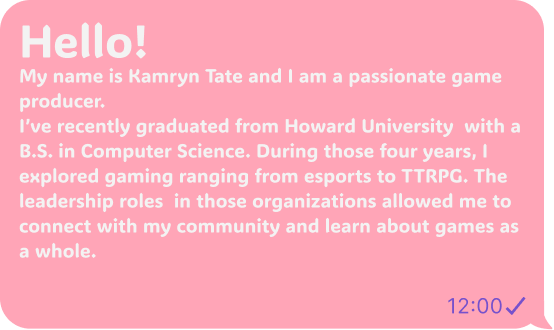 Hello!
My name is Kamryn Tate and I am a passionate game
producer.
I've recently graduated from Howard University  with a
B.S. in Computer Science. During those four years, I
explored gaming ranging from esports to TTRPG. The
leadership roles  in those organizations allowed me to
connect with my community and learn about games as
a whole.
12:00✓